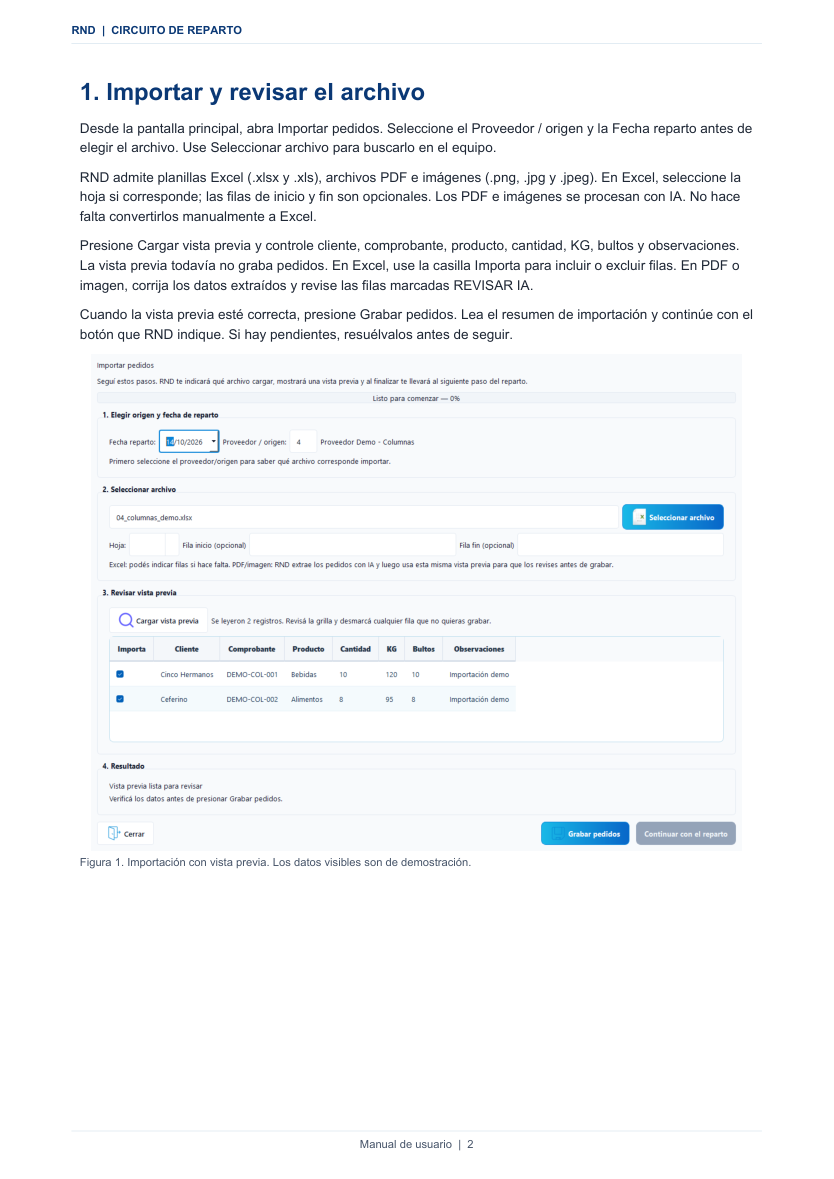 RND | CIRCUITO DE REPARTO
1. Importar y revisar el archivo
Desde la pantalla principal, abra Importar pedidos. Seleccione el Proveedor / origen y la Fecha reparto antes de
elegir el archivo. Use Seleccionar archivo para buscarlo en el equipo.
RND admite planillas Excel (.xlsx y .xls), archivos PDF e imágenes (.png, .jpg y .jpeg). En Excel, seleccione la
hoja si corresponde; las filas de inicio y fin son opcionales. Los PDF e imágenes se procesan con IA. No hace
falta convertirlos manualmente a Excel.
Presione Cargar vista previa y controle cliente, comprobante, producto, cantidad, KG, bultos y observaciones.
La vista previa todavía no graba pedidos. En Excel, use la casilla Importa para incluir o excluir filas. En PDF o
imagen, corrija los datos extraídos y revise las filas marcadas REVISAR IA.
Cuando la vista previa esté correcta, presione Grabar pedidos. Lea el resumen de importación y continúe con el
botón que RND indique. Si hay pendientes, resuélvalos antes de seguir.
Importar pedidos
Seguí estos pasos. RND te indicará qué archivo cargar, mostrará una vista previa y al finalizar te llevará al siguiente paso del reparto.
Listo para comenzar — 0%
1. Elegir origen y fecha de reparto
Fecha reparto: /10/2026 Proveedor / origen: 4 Proveedor Demo - Columnas
Primero seleccione el proveedor/origen para saber qué archivo corresponde importar.
2. Seleccionar archivo
04_columnas_demo.xlsx Seleccionar archivo
Hoja: Fila inicio (opcional) Fila fin (opcional)
Excel: podés indicar filas si hace falta. PDF/imagen: RND extrae los pedidos con IA y luego usa esta misma vista previa para que los revises antes de grabar.
3. Revisar vista previa
Cargar vista previa Se leyeron 2 registros. Revisá la grilla y desmarcá cualquier fila que no quieras grabar.
Importa Cliente Comprobante Producto Cantidad KG Bultos Observaciones
Cinco Hermanos DEMO-COL-001 Bebidas 10 120 10 Importación demo
Ceferino DEMO-COL-002 Alimentos 8 95 8 Importación demo
4. Resultado
Vista previa lista para revisar
Verificá los datos antes de presionar Grabar pedidos.
Cerrar Grabar pedidos Continuar con el reparto
Figura 1. Importación con vista previa. Los datos visibles son de demostración.
Manual de usuario | 2